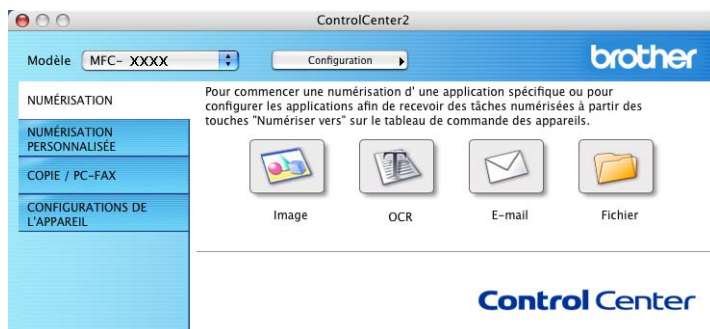 ControlCenter2
Modèle MFC- XXXX Configuration brother
NUMÉRISATION
NUMÉRISATION PERSONNALISÉE
COPIE / PC-FAX
CONFIGURATIONS DE L'APPAREIL
Pour commencer une numérisation d' une application spécifique ou pour
configurer les applications afin de recevoir des tâches numérisées à partir des
touches "Numériser vers" sur le tableau de commande des appareils.
Image OCR E-mail Fichier
Control Center